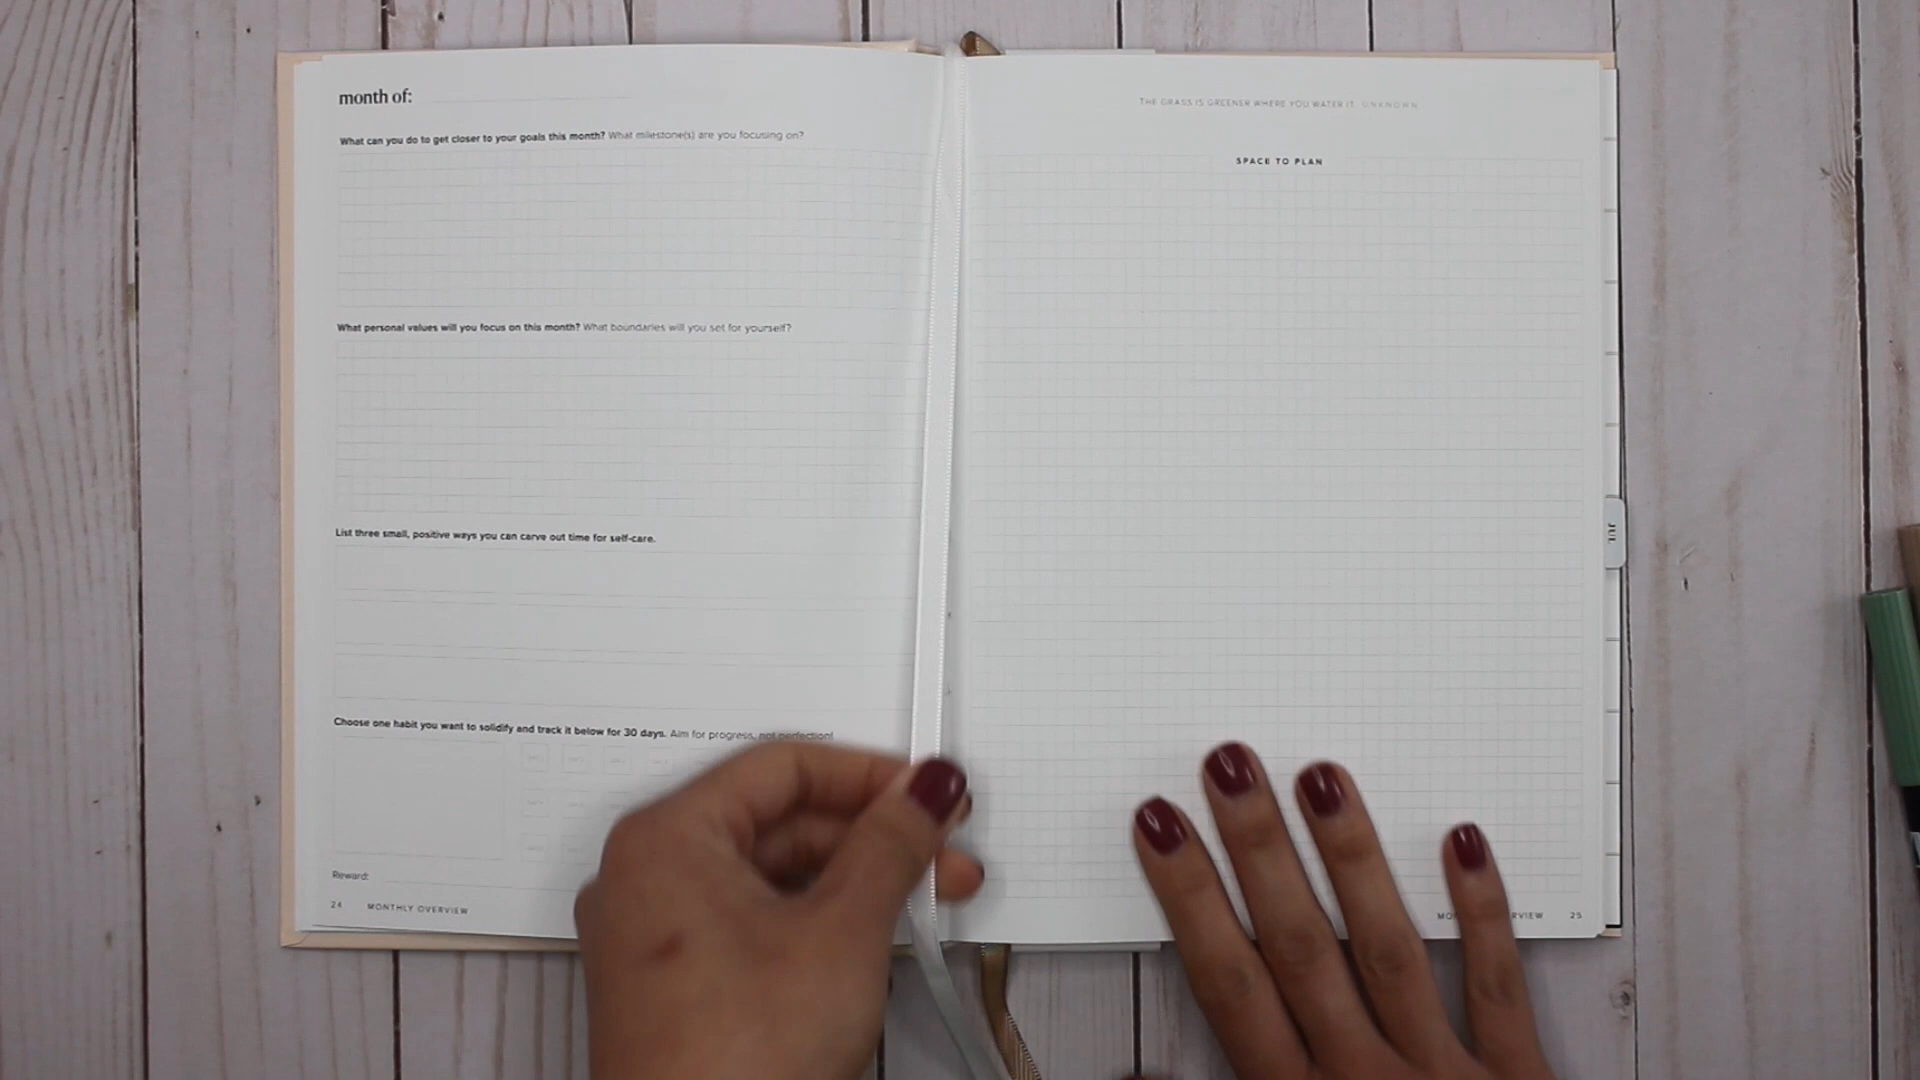 month of:
What can you do to get closer to your goals this month? What milestone(s) are you focusing on?
What personal values will you focus on this month? What boundaries will you set for yourself?
List three small, positive ways you can carve out time for self-care.
Choose one habit you want to solidify and track it below for 30 days. Aim for progress, not perfection!
Reward:
24 MONTHLY OVERVIEW
THE GRASS IS GREENER WHERE YOU WATER IT. UNKNOWN
SPACE TO PLAN
JUL
25